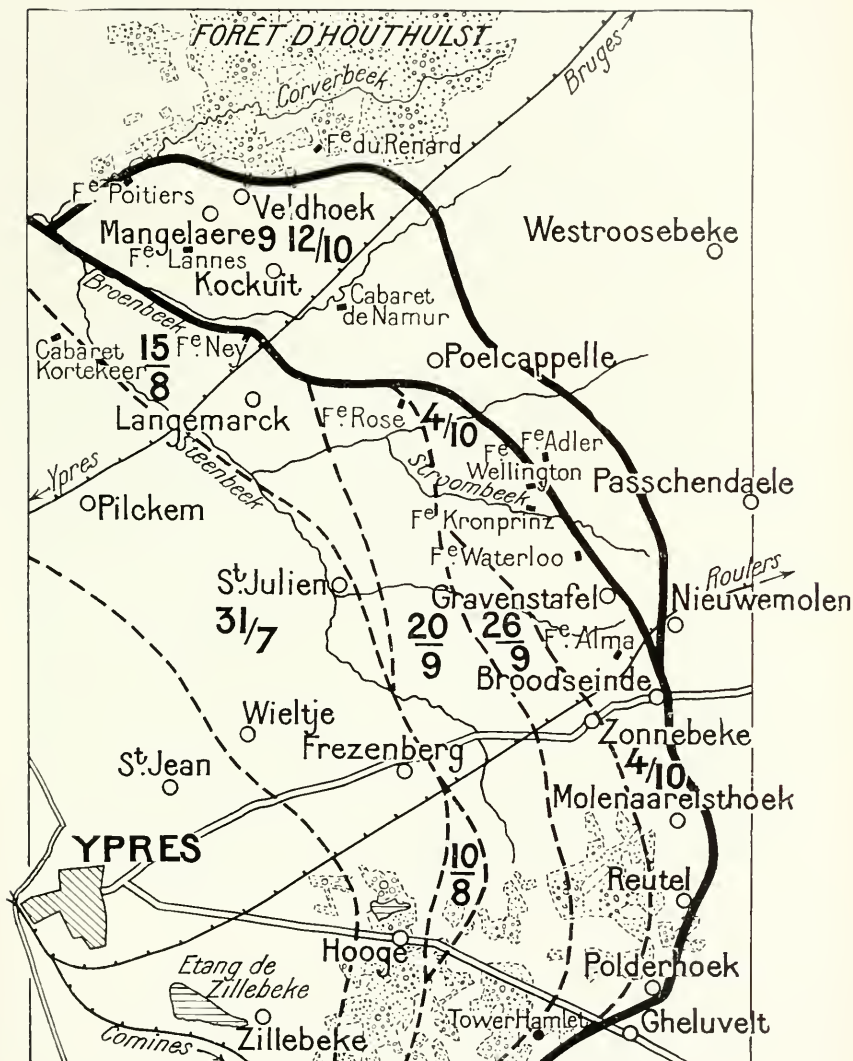 FORÊT D'HOUTHULST
Corverbeek
Bruges
Fe du Renard
Fe Poitiers
Veldhoek
Mangelaere 9 12/10
Westroosebeke
Fe Lannes
Kockuit
Broenbeek
Cabaret
de Namur
Cabaret
Kortekeer
15
8
Fe Ney
Poelcappelle
Langemarck
Fe Rose
4/10
Fe Adler
Fe
Wellington
Steenbeek
Stroombeek
Ypres
Passchendaele
Pilckem
Fe Kronprinz
Fe Waterloo
St. Julien
Gravenstafel
Roulers
Nieuwemolen
31/7
20
9
26
9
Fe Alma
Broodseinde
Wieltje
Zonnebeke
Frezenberg
St. Jean
4/10
Molenaarelsthoek
YPRES
10
8
Reutel
Hooge
Polderhoek
Etang de
Zillebeke
Tower Hamlet
Gheluvelt
Zillebeke
Comines